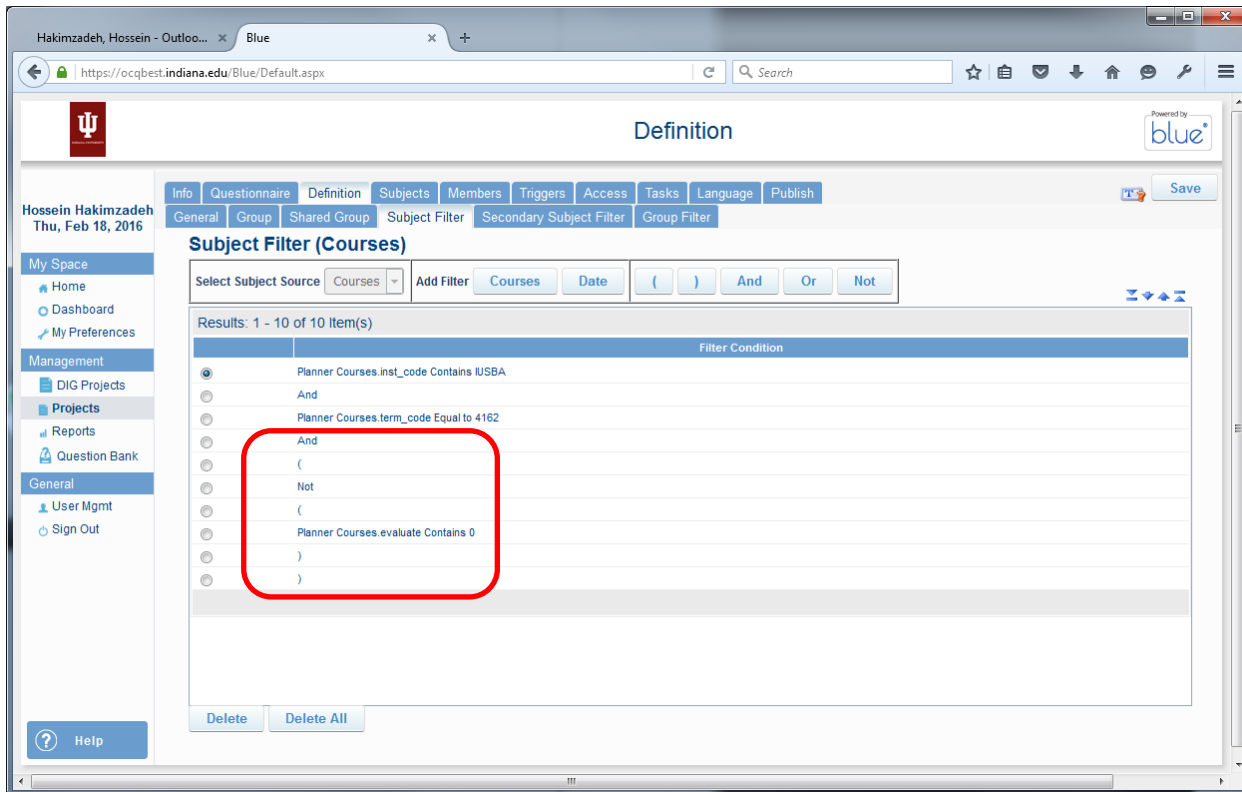 Hakimzadeh, Hossein - Outloo... × Blue × +
https://ocqbest.indiana.edu/Blue/Default.aspx Search
Definition
Powered by
blue
Info Questionnaire Definition Subjects Members Triggers Access Tasks Language Publish
Save
General Group Shared Group Subject Filter Secondary Subject Filter Group Filter
Hossein Hakimzadeh
Thu, Feb 18, 2016
My Space
Home
Dashboard
My Preferences
Management
DIG Projects
Projects
Reports
Question Bank
General
User Mgmt
Sign Out
? Help
Subject Filter (Courses)
Select Subject Source Courses Add Filter Courses Date ( ) And Or Not
Results: 1 - 10 of 10 Item(s)
Filter Condition
Planner Courses.inst_code Contains IUSBA
And
Planner Courses.term_code Equal to 4162
And
(
Not
(
Planner Courses.evaluate Contains 0
)
)
Delete Delete All